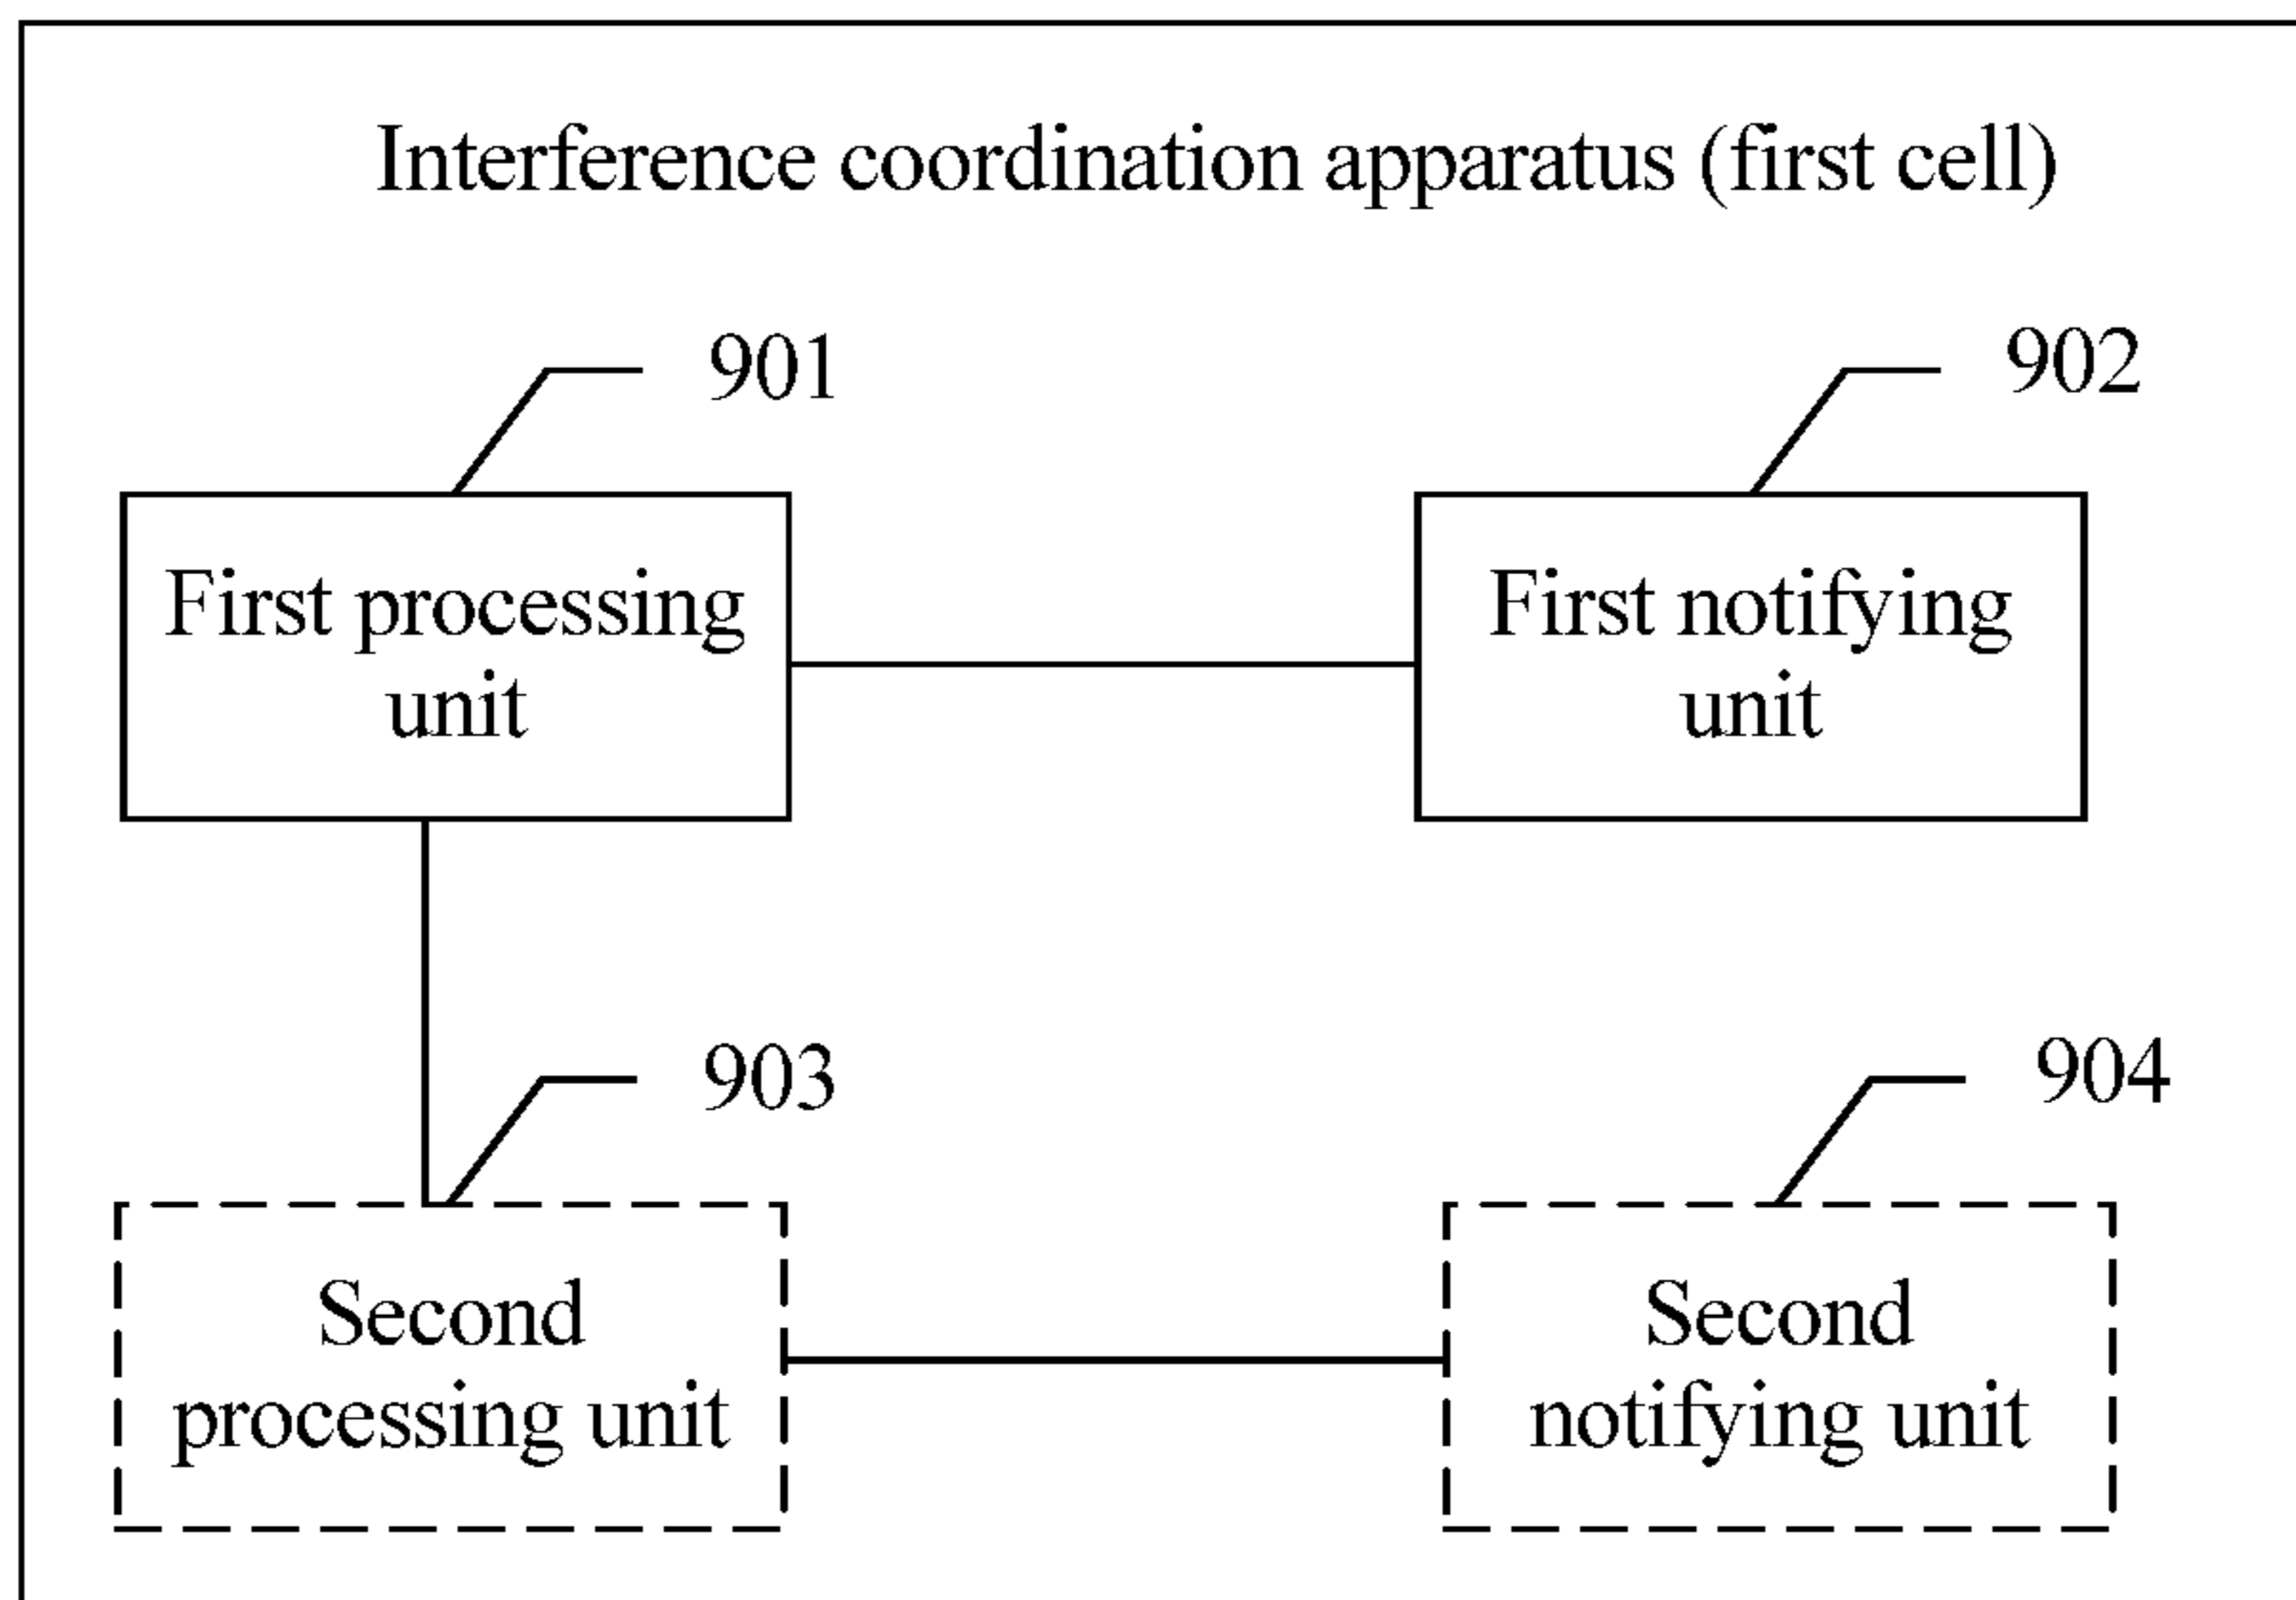 Interference coordination apparatus (first cell)
901
902
First processing
unit
First notifying
unit
903
904
Second
processing unit
Second
notifying unit